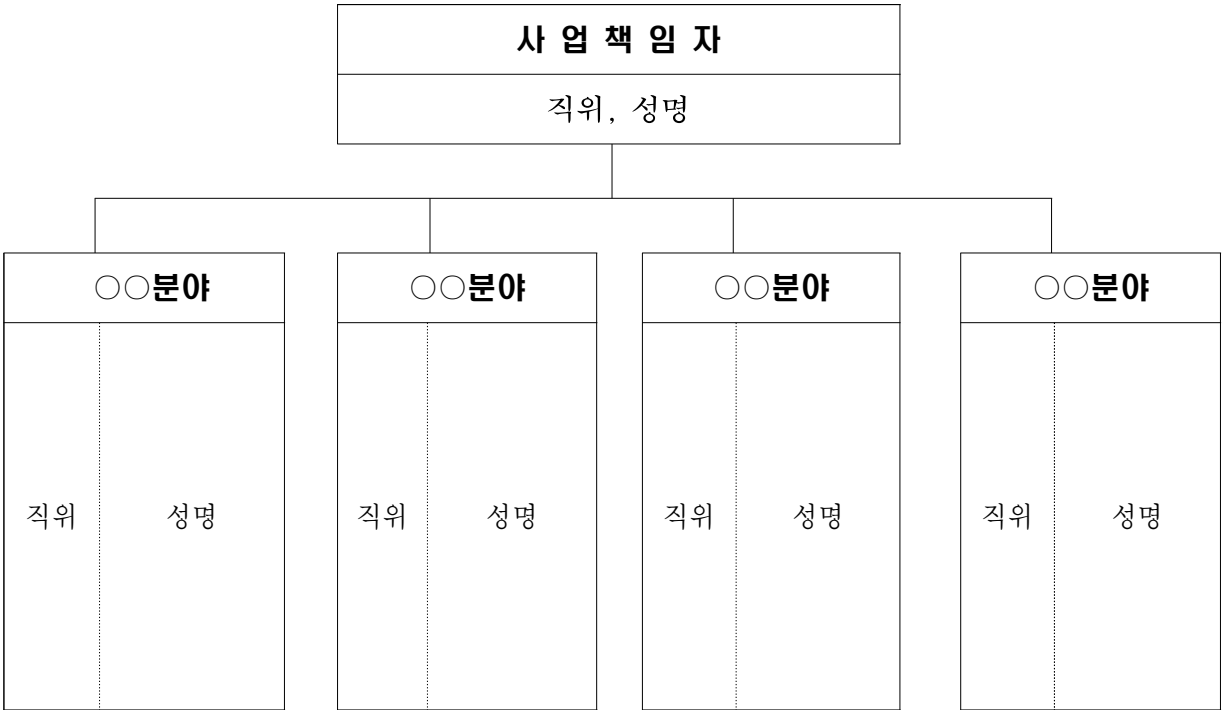 사 업 책 임 자
직위, 성명
○○분야 ○○분야 ○○분야 ○○분야
직위 성명 직위 성명 직위 성명 직위 성명